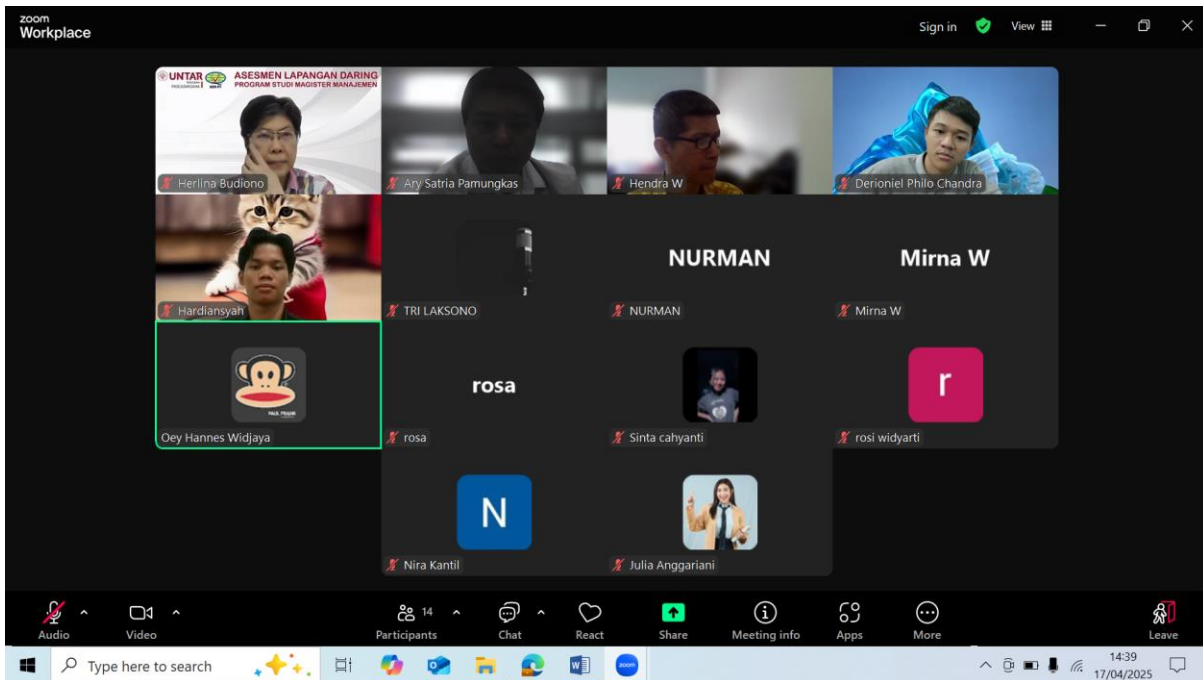 zoom
Workplace
Sign in
View
UNTAR
ASESMEN LAPANGAN DARING
PROGRAM STUDI MAGISTER MANAJEMEN
Herlina Budiono
Ary Satria Pamungkas
Hendra W
Derioniel Philo Chandra
Hardiansyah
TRI LAKSONO
NURMAN
NURMAN
Mirna W
Mirna W
PAUL FRANK
Oey Hannes Widjaya
rosa
rosa
Sinta cahyanti
r
rosi widyarti
N
Nira Kantil
Julia Anggariani
Audio
Video
14
Participants
Chat
React
Share
Meeting info
Apps
More
Leave
Type here to search
W
zoom
14:39
17/04/2025